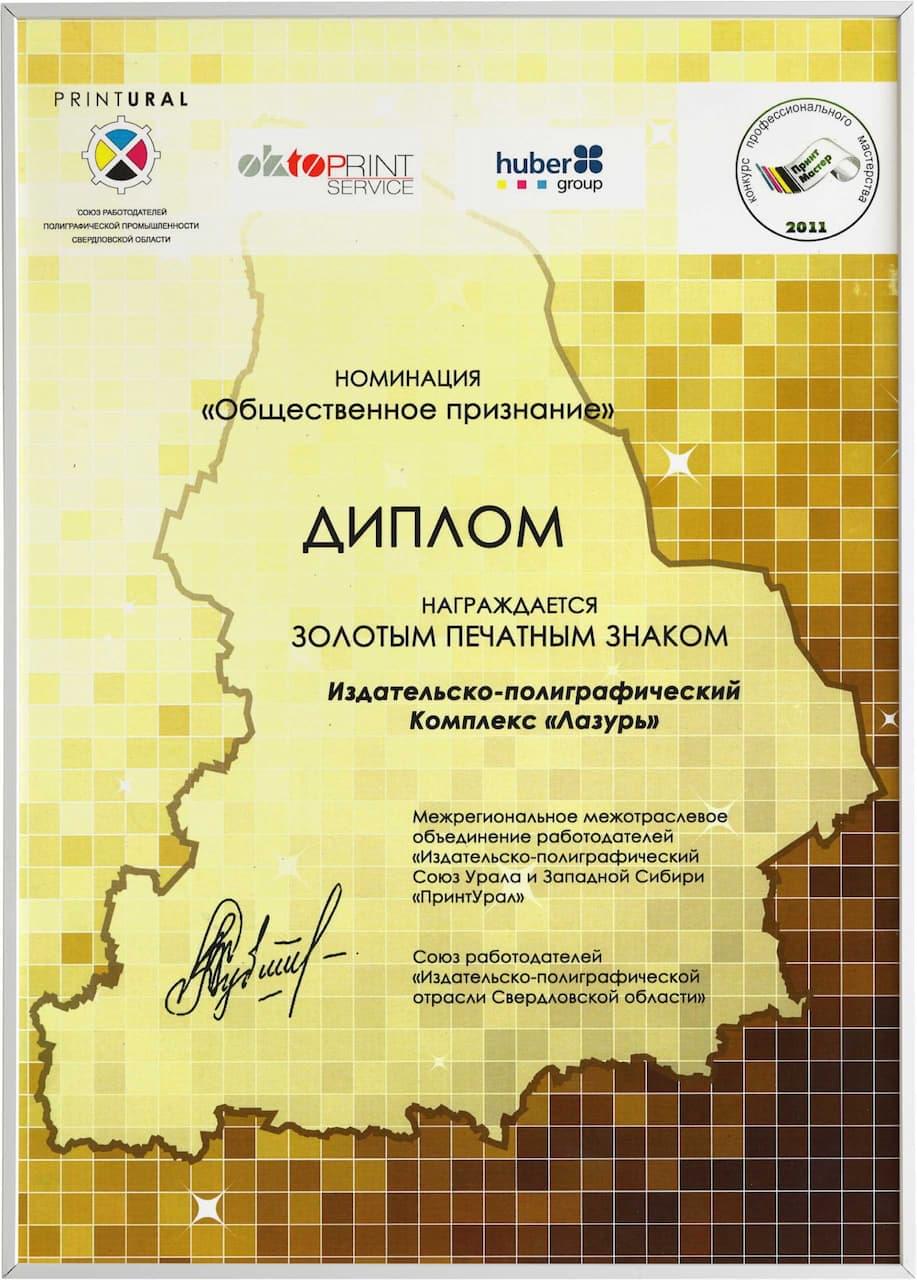 PRINTURAL
СОЮЗ РАБОТОДАТЕЛЕЙ
ПОЛИГРАФИЧЕСКОЙ ПРОМЫШЛЕННОСТИ
СВЕРДЛОВСКОЙ ОБЛАСТИ
oktoPRINT
SERVICE
huber
group
конкурс профессионального мастерства
Принт
Мастер
2011
НОМИНАЦИЯ
«Общественное признание»
ДИПЛОМ
НАГРАЖДАЕТСЯ
ЗОЛОТЫМ ПЕЧАТНЫМ ЗНАКОМ
Издательско-полиграфический
Комплекс «Лазурь»
Межрегиональное межотраслевое
объединение работодателей
«Издательско-полиграфический
Союз Урала и Западной Сибири
«ПринтУрал»
Союз работодателей
«Издательско-полиграфической
отрасли Свердловской области»